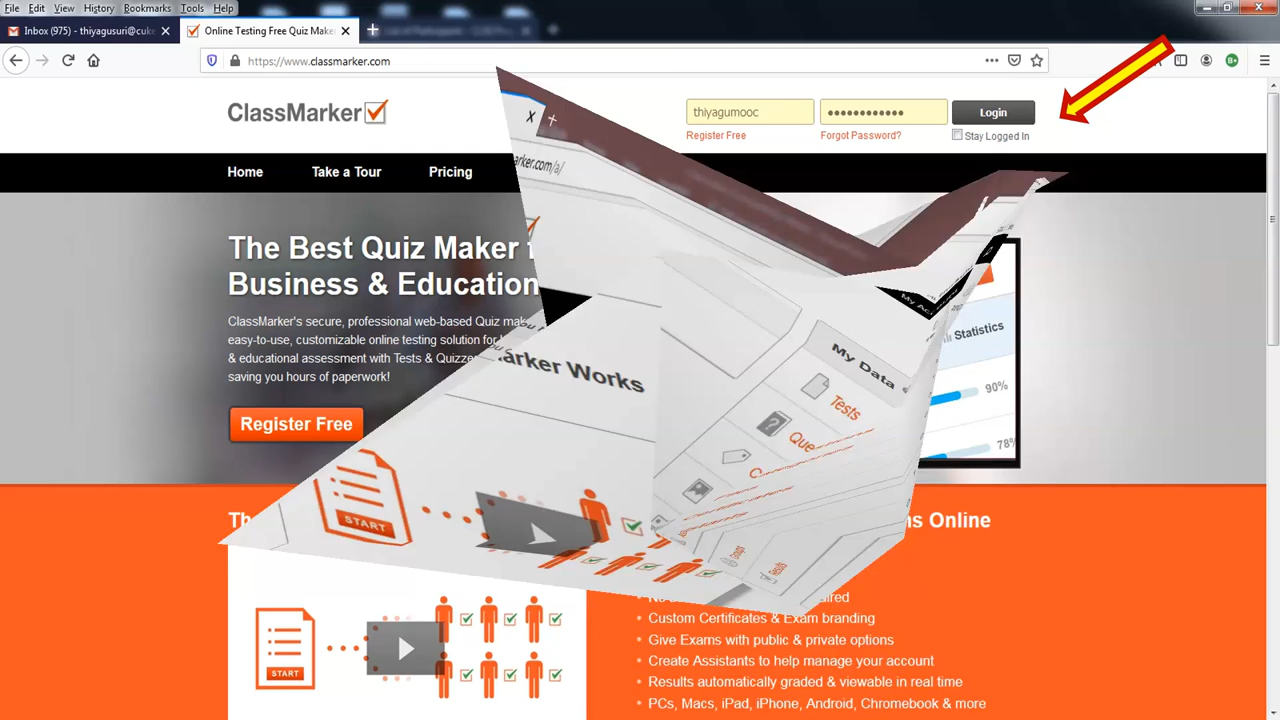 File Edit View History Bookmarks Tools Help
Inbox (975) - thiyagusuri@cuke
Online Testing Free Quiz Make
https://www.classmarker.com
ClassMarker
thiyagumooc
Login
Register Free
Forgot Password?
Stay Logged In
Home
Take a Tour
Pricing
The Best Quiz Maker
Business & Education
ClassMarker's secure, professional web-based Quiz
easy-to-use, customizable online testing solution for
& educational assessment with Tests &
saving you hours of paperwork!
Register Free
marker.com/a/
arker Works
My Data
Tests
Que
START
Statistics
90%
78%
Online
START
Custom Certificates & Exam branding
Give Exams with public & private options
Create Assistants to help manage your account
Results automatically graded & viewable in real time
PCs, Macs, iPad, iPhone, Android, Chromebook & more